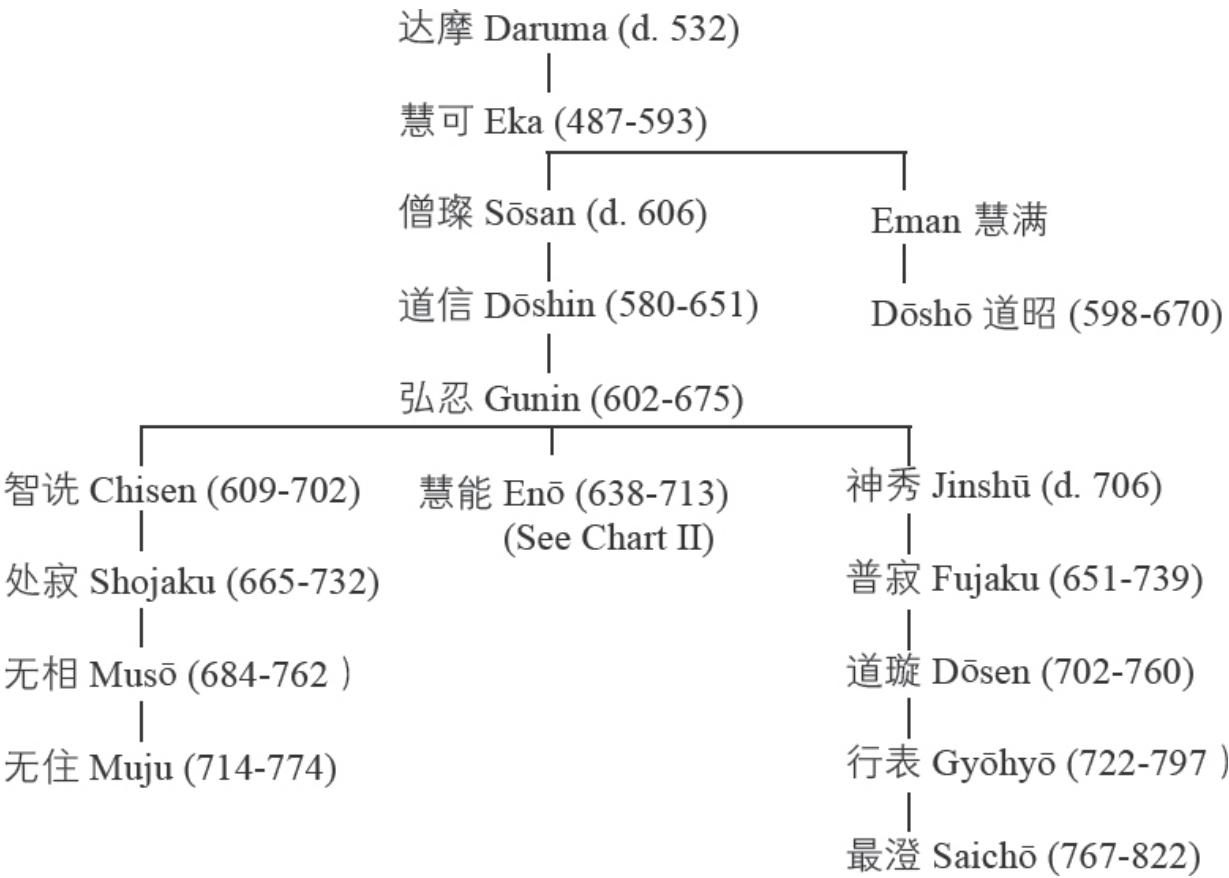 达摩 Daruma (d. 532)
慧可 Eka (487-593)
僧璨 Sōsan (d. 606)
Eman 慧满
道信 Dōshin (580-651)
Dōshō 道昭 (598-670)
弘忍 Gunin (602-675)
智诜 Chisen (609-702)
慧能 Enō (638-713)
(See Chart II)
神秀 Jinshū (d. 706)
处寂 Shojaku (665-732)
普寂 Fujaku (651-739)
无相 Musō (684-762 )
道璇 Dōsen (702-760)
无住 Muju (714-774)
行表 Gyōhyō (722-797 )
最澄 Saichō (767-822)